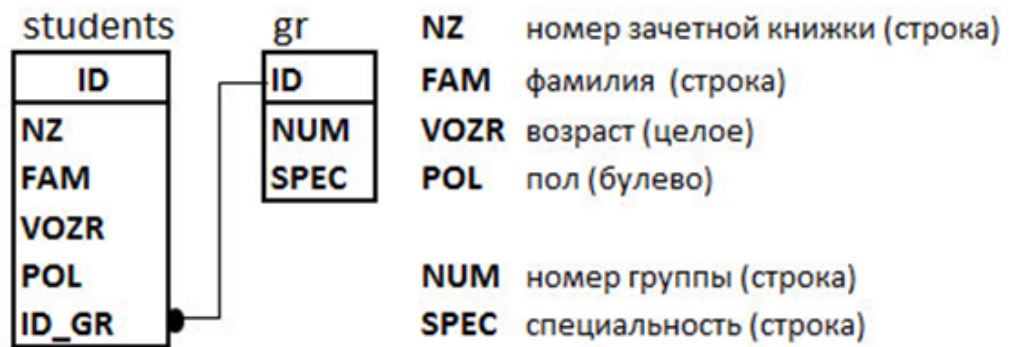 students gr
ID
NZ
FAM
VOZR
POL
ID_GR
ID
NUM
SPEC
NZ номер зачетной книжки (строка)
FAM фамилия (строка)
VOZR возраст (целое)
POL пол (булево)
NUM номер группы (строка)
SPEC специальность (строка)